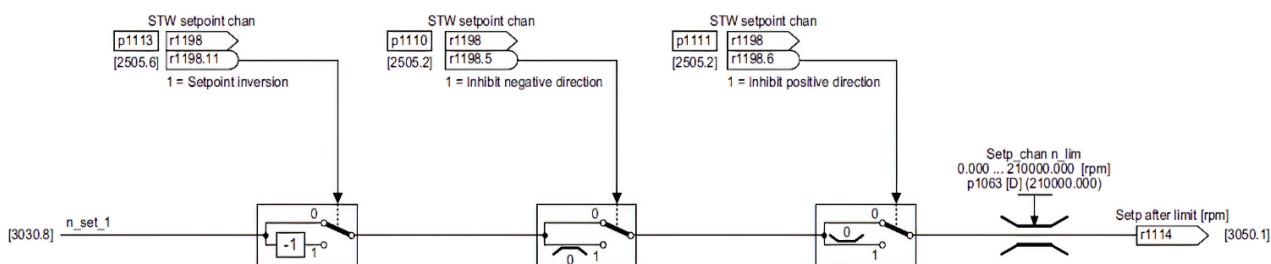 STW setpoint chan
p1113
r1198
[2505.6]
r1198.11
1 = Setpoint inversion
STW setpoint chan
p1110
r1198
[2505.2]
r1198.5
1 = Inhibit negative direction
STW setpoint chan
p1111
r1198
[2505.2]
r1198.6
1 = Inhibit positive direction
Setp_chan n_lim
0.000 ... 210000.000 [rpm]
p1063 [D] (210000.000)
[3030.8]
n_set_1
0
-1
1
0
0
1
0
0
1
Setp after limit [rpm]
r1114
[3050.1]